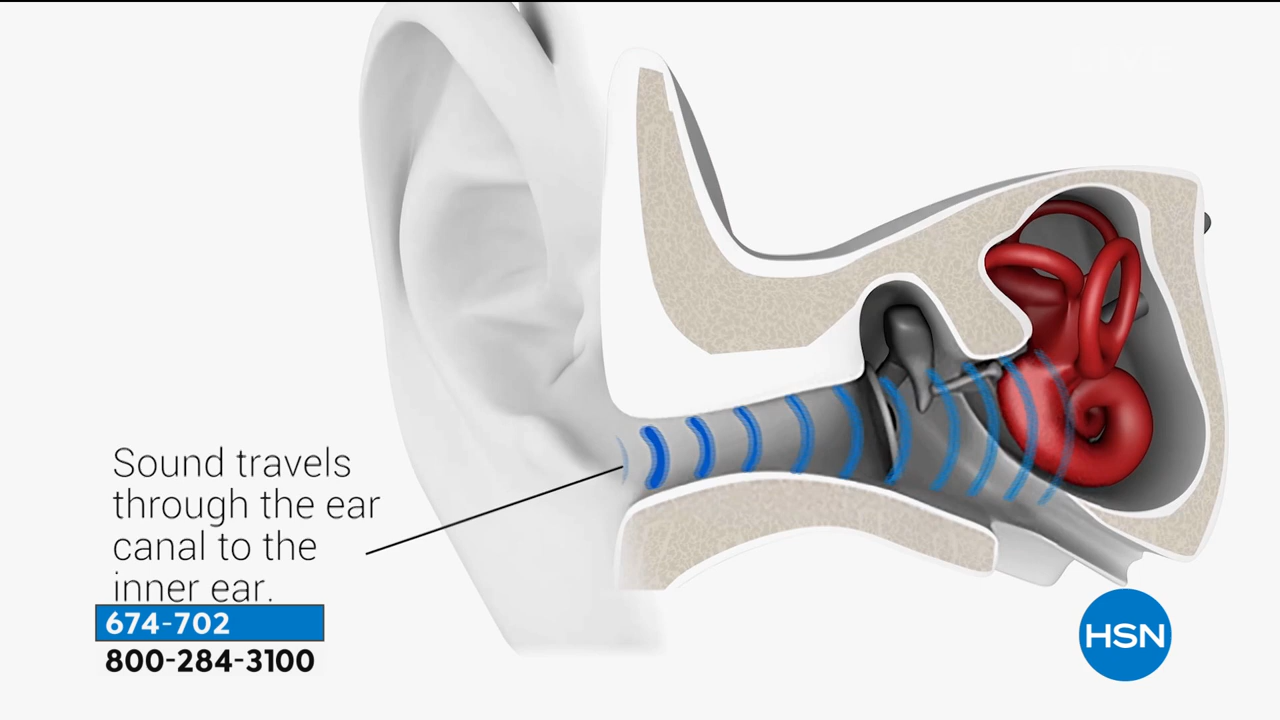 Sound travels
through the ear
canal to the
inner ear.
674-702
800-284-3100
HSN